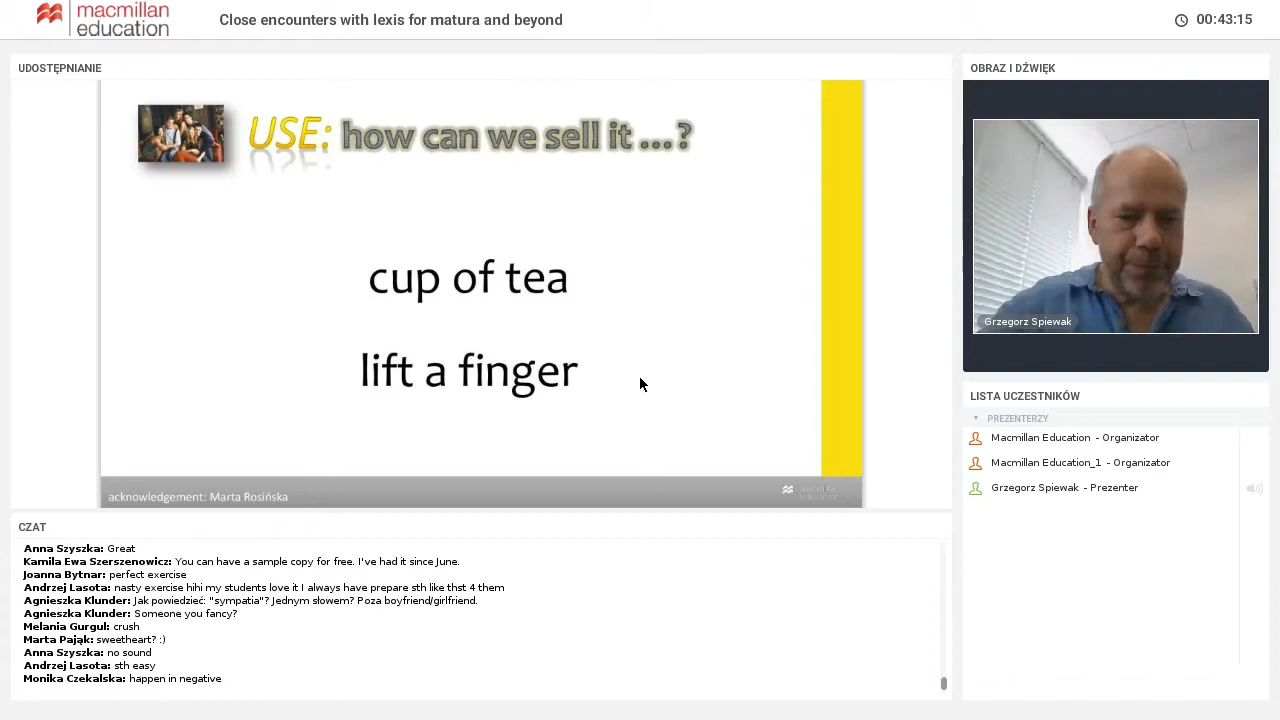 macmillan
education
Close encounters with lexis for matura and beyond
00:43:15
UDOSTĘPNIANIE
USE: how can we sell it ...?
cup of tea
lift a finger
acknowledgement: Marta Rosińska
OBRAZ I DŹWIĘK
Grzegorz Spiewak
LISTA UCZESTNIKÓW
PREZENTERZY
Macmillan Education - Organizator
Macmillan Education_1 - Organizator
Grzegorz Spiewak - Prezenter
CZAT
Anna Szyszka: Great
Kamila Ewa Szerszenowicz: You can have a sample copy for free. I've had it since June.
Joanna Bytnar: perfect exercise
Andrzej Lasota: nasty exercise hihi my students love it I always have prepare sth like thst 4 them
Agnieszka Klunder: Jak powiedzieć: "sympatia"? Jednym słowem? Poza boyfriend/girlfriend.
Agnieszka Klunder: Someone you fancy?
Melania Gurgul: crush
Marta Pająk: sweetheart? :)
Anna Szyszka: no sound
Andrzej Lasota: sth easy
Monika Czekalska: happen in negative